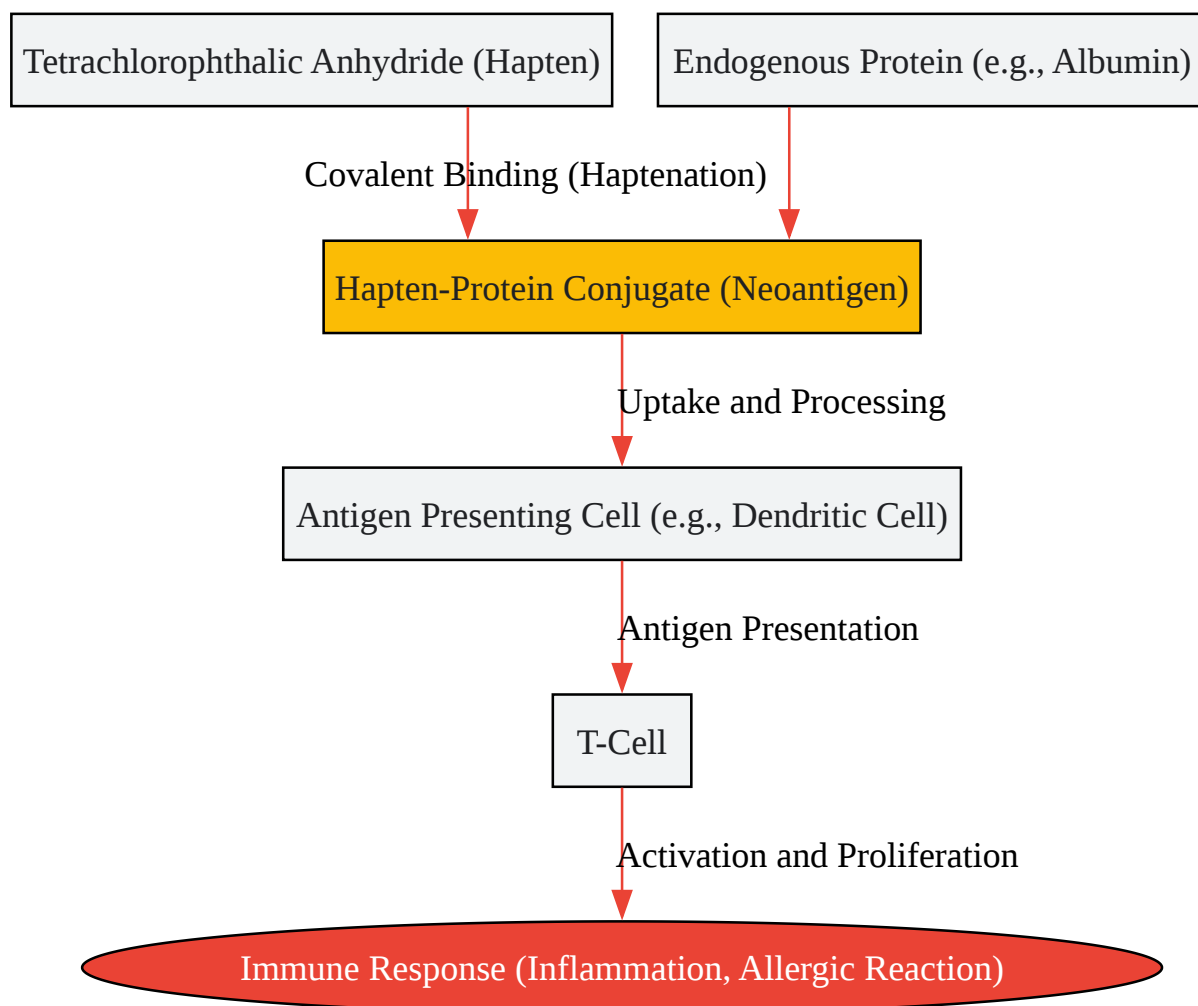 Tetrachlorophthalic Anhydride (Hapten)
Endogenous Protein (e.g., Albumin)
Covalent Binding (Haptenation)
Hapten-Protein Conjugate (Neoantigen)
Uptake and Processing
Antigen Presenting Cell (e.g., Dendritic Cell)
Antigen Presentation
T-Cell
Activation and Proliferation
Immune Response (Inflammation, Allergic Reaction)